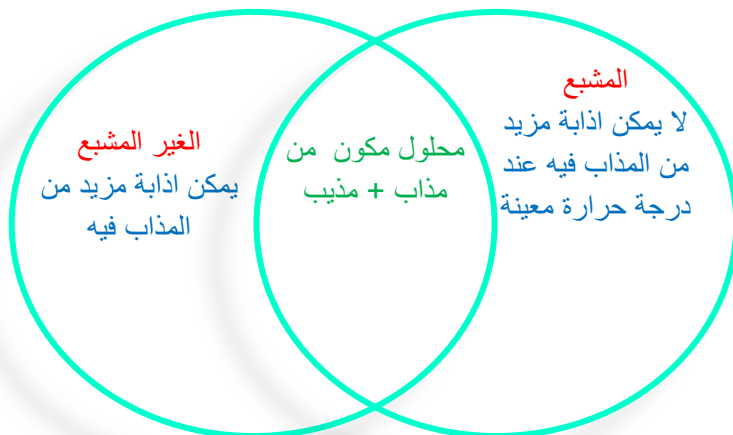 المشبع
لا يمكن اذابة مزيد
من المذاب فيه عند
درجة حرارة معينة
محلول مكون من
مذاب + مذيب
الغير المشبع
يمكن اذابة مزيد من
المذاب فيه